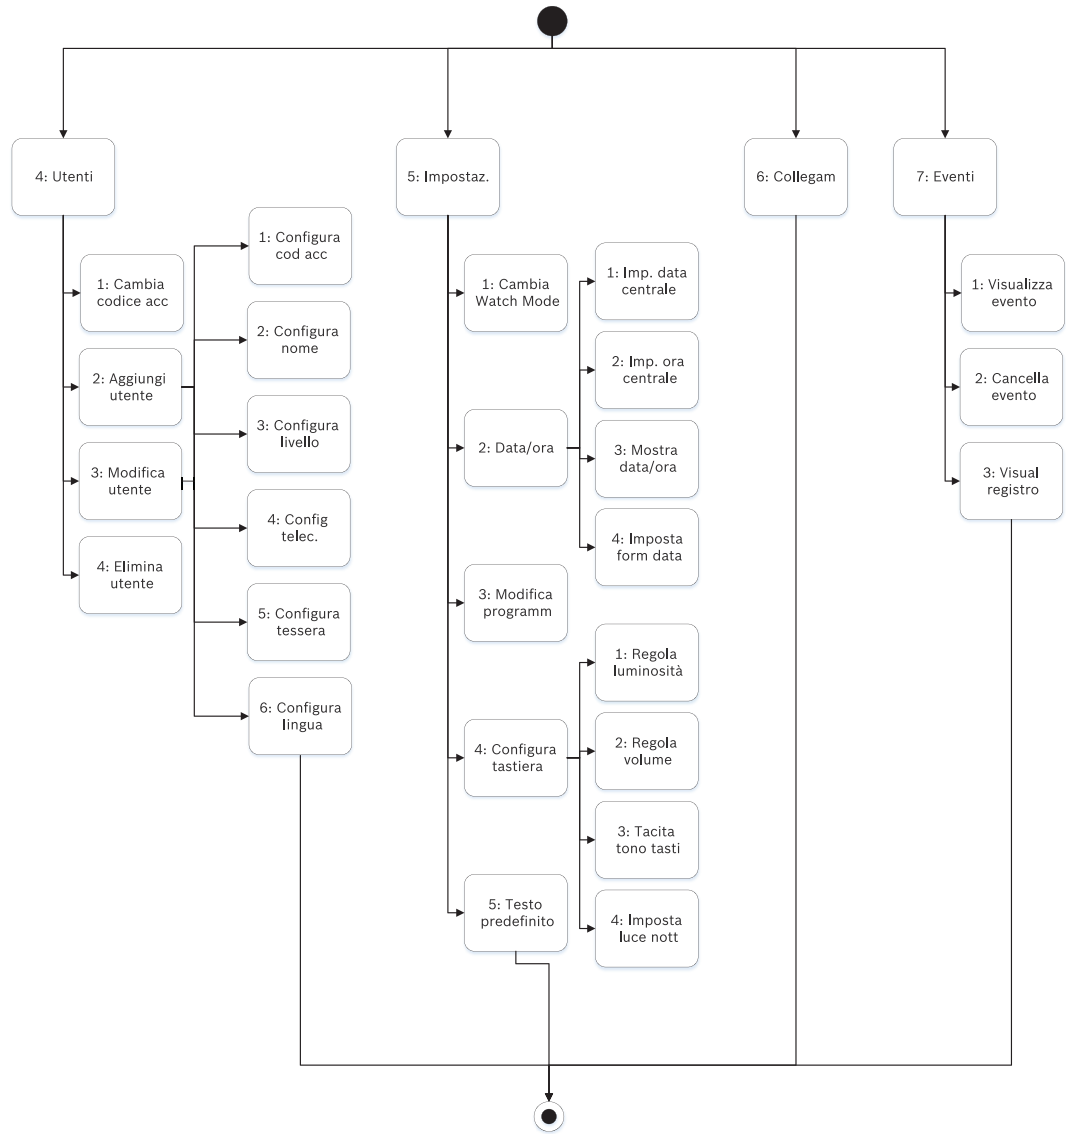 4: Utenti
5: Impostaz.
6: Collegam
7: Eventi
1: Cambia
codice acc
2: Aggiungi
utente
3: Modifica
utente
4: Elimina
utente
1: Configura
cod acc
2: Configura
nome
3: Configura
livello
4: Config
telec.
5: Configura
tessera
6: Configura
lingua
1: Cambia
Watch Mode
2: Data/ora
3: Modifica
programm
4: Configura
tastiera
5: Testo
predefinito
1: Imp. data
centrale
2: Imp. ora
centrale
3: Mostra
data/ora
4: Imposta
form data
1: Regola
luminosità
2: Regola
volume
3: Tacita
tono tasti
4: Imposta
luce nott
1: Visualizza
evento
2: Cancella
evento
3: Visual
registro